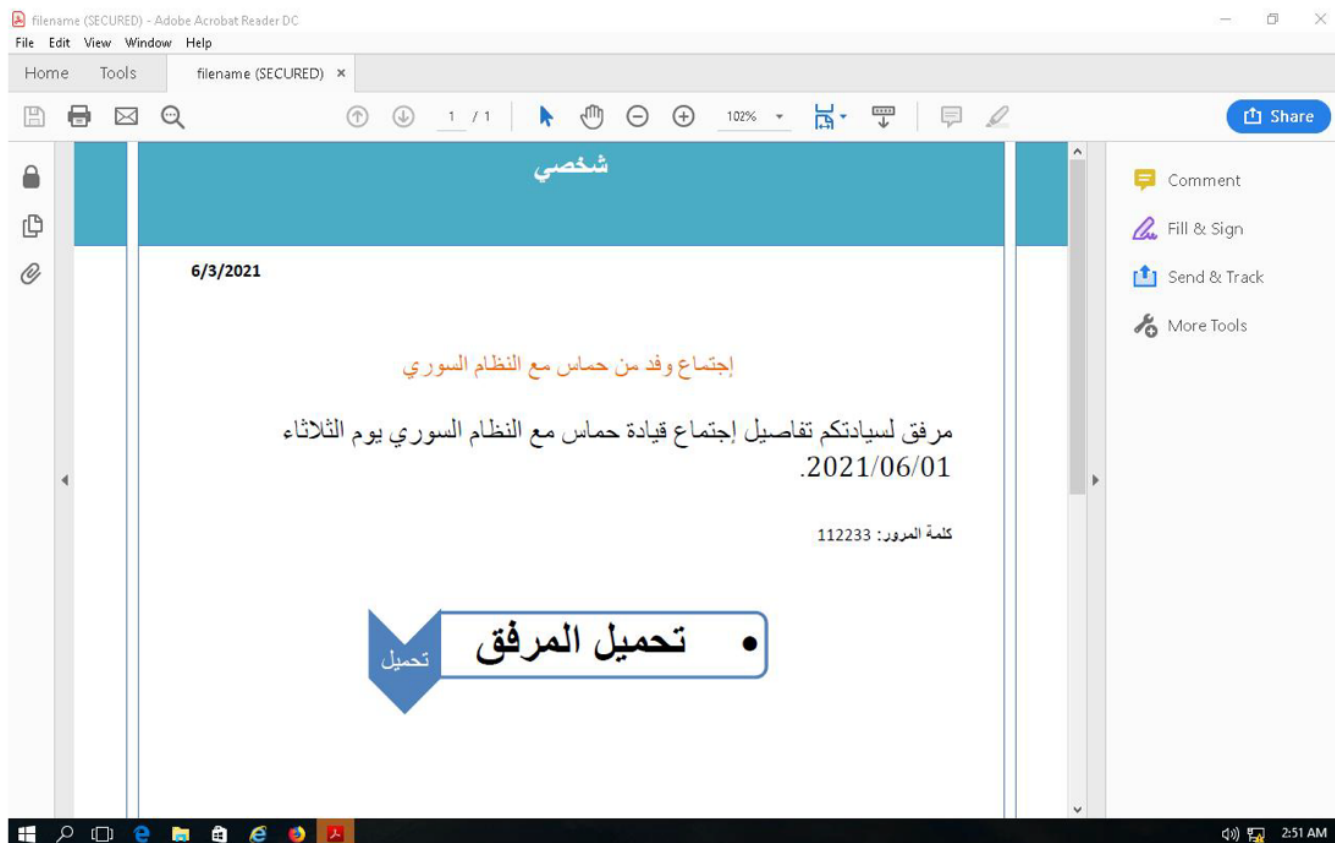 filename (SECURED) - Adobe Acrobat Reader DC
File Edit View Window Help
Home Tools filename (SECURED) ×
1 / 1 102% Share
شخصي
6/3/2021
إجتماع وفد من حماس مع النظام السوري
مرفق لسيادتكم تفاصيل إجتماع قيادة حماس مع النظام السوري يوم الثلاثاء
2021/06/01.
كلمة المرور: 112233
• تحميل المرفق
تحميل
Comment
Fill & Sign
Send & Track
More Tools
2:51 AM